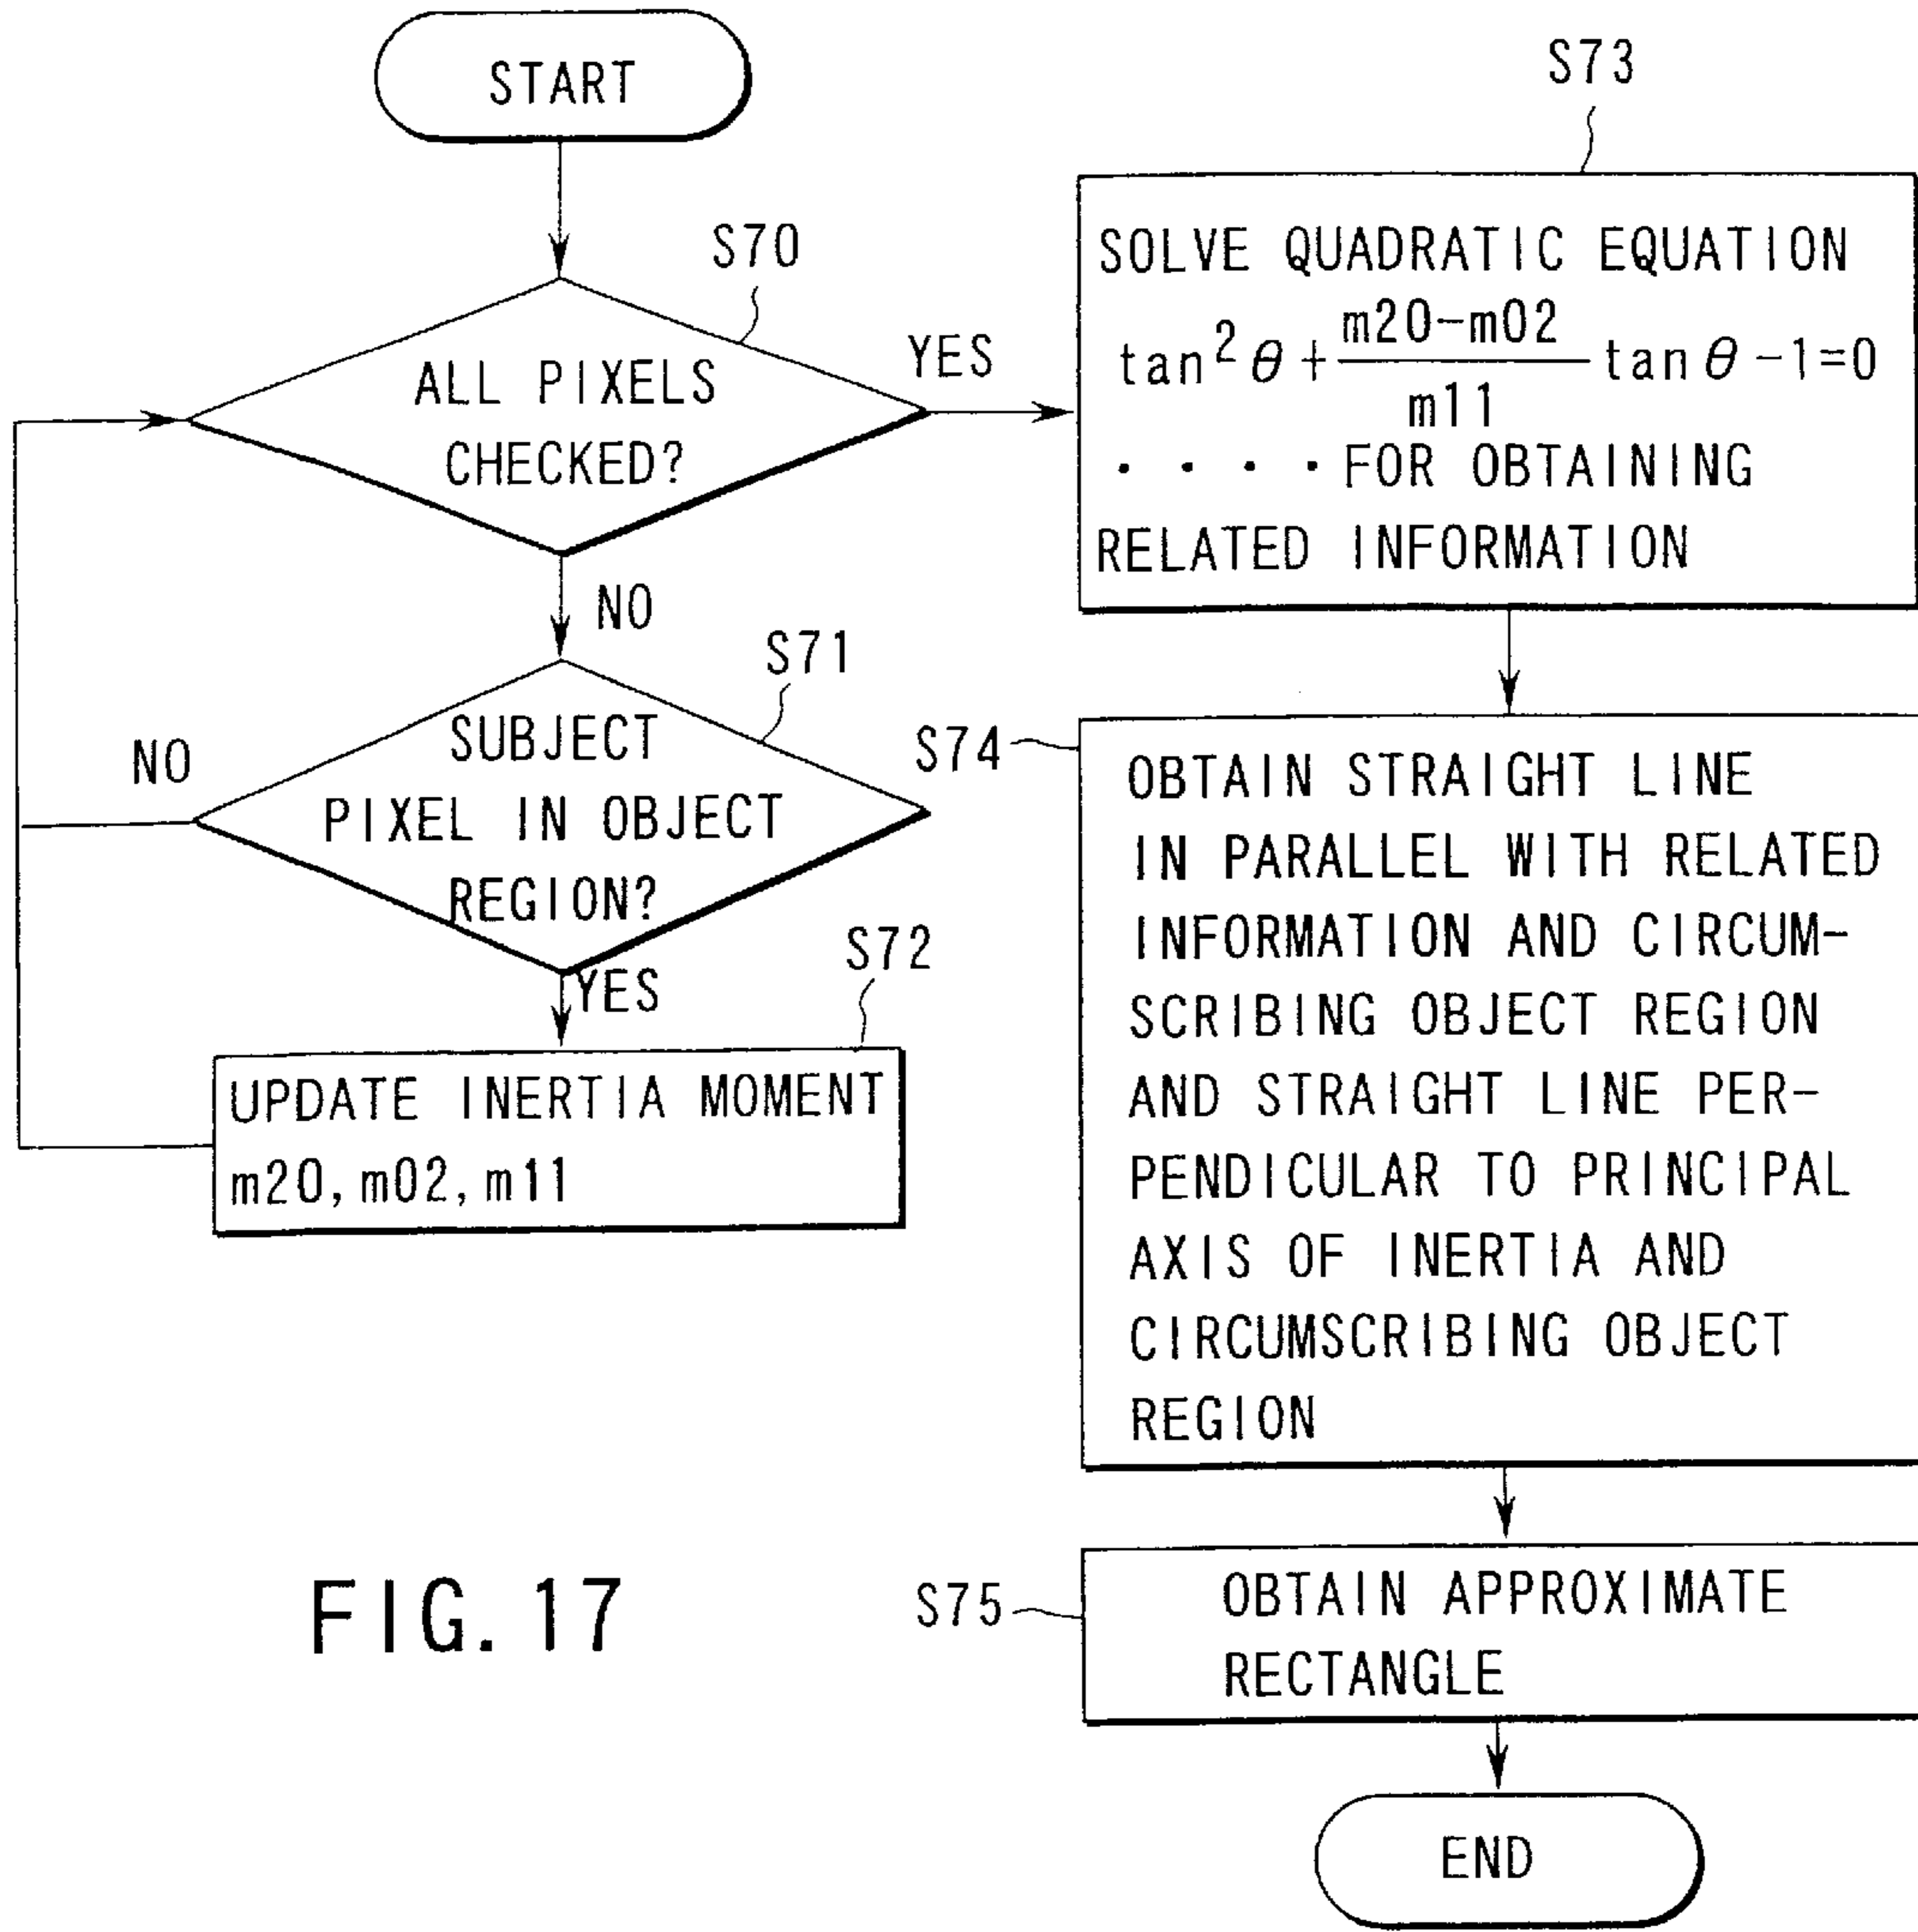 START
S70
ALL PIXELS
CHECKED?
YES
NO
S71
SUBJECT
PIXEL IN OBJECT
REGION?
NO
YES
S72
UPDATE INERTIA MOMENT
m20, m02, m11
S73
SOLVE QUADRATIC EQUATION
tan² θ + (m20-m02)/m11 tan θ -1=0
· · · · FOR OBTAINING
RELATED INFORMATION
S74
OBTAIN STRAIGHT LINE
IN PARALLEL WITH RELATED
INFORMATION AND CIRCUM-
SCRIBING OBJECT REGION
AND STRAIGHT LINE PER-
PENDICULAR TO PRINCIPAL
AXIS OF INERTIA AND
CIRCUMSCRIBING OBJECT
REGION
S75
OBTAIN APPROXIMATE
RECTANGLE
END
FIG. 17